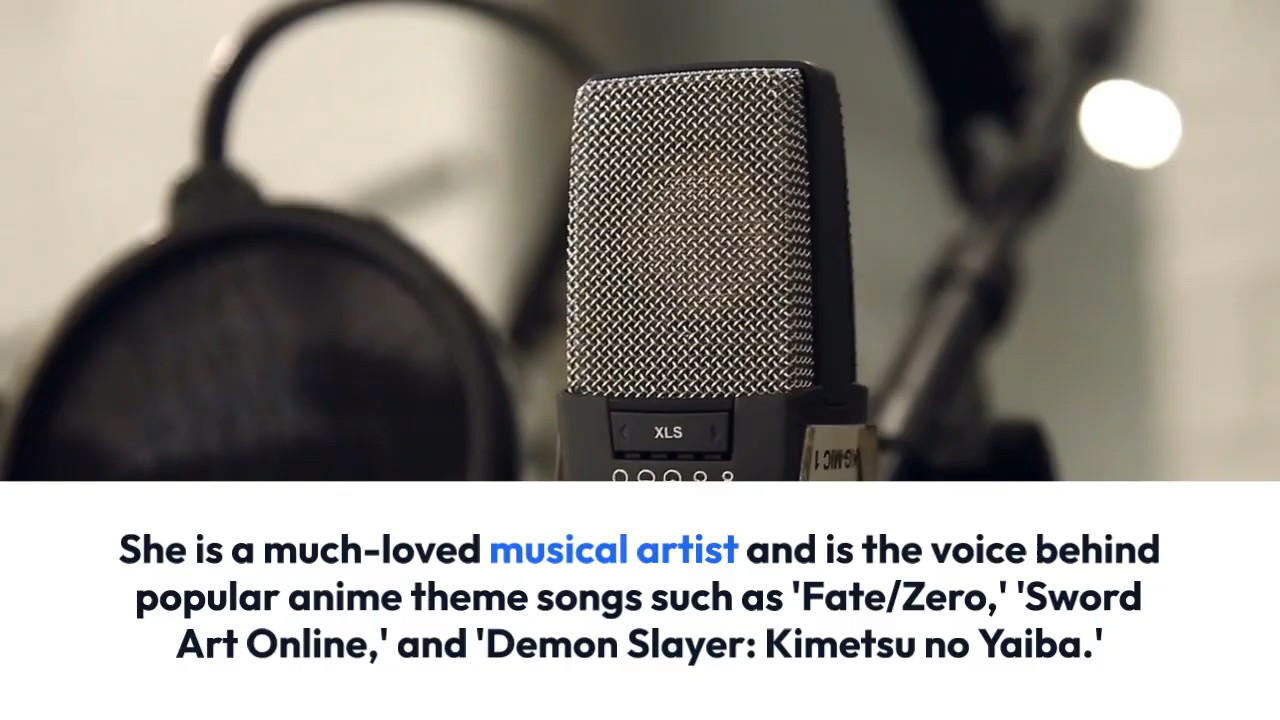 XLS
She is a much-loved musical artist and is the voice behind
popular anime theme songs such as 'Fate/Zero,' 'Sword
Art Online,' and 'Demon Slayer: Kimetsu no Yaiba.'